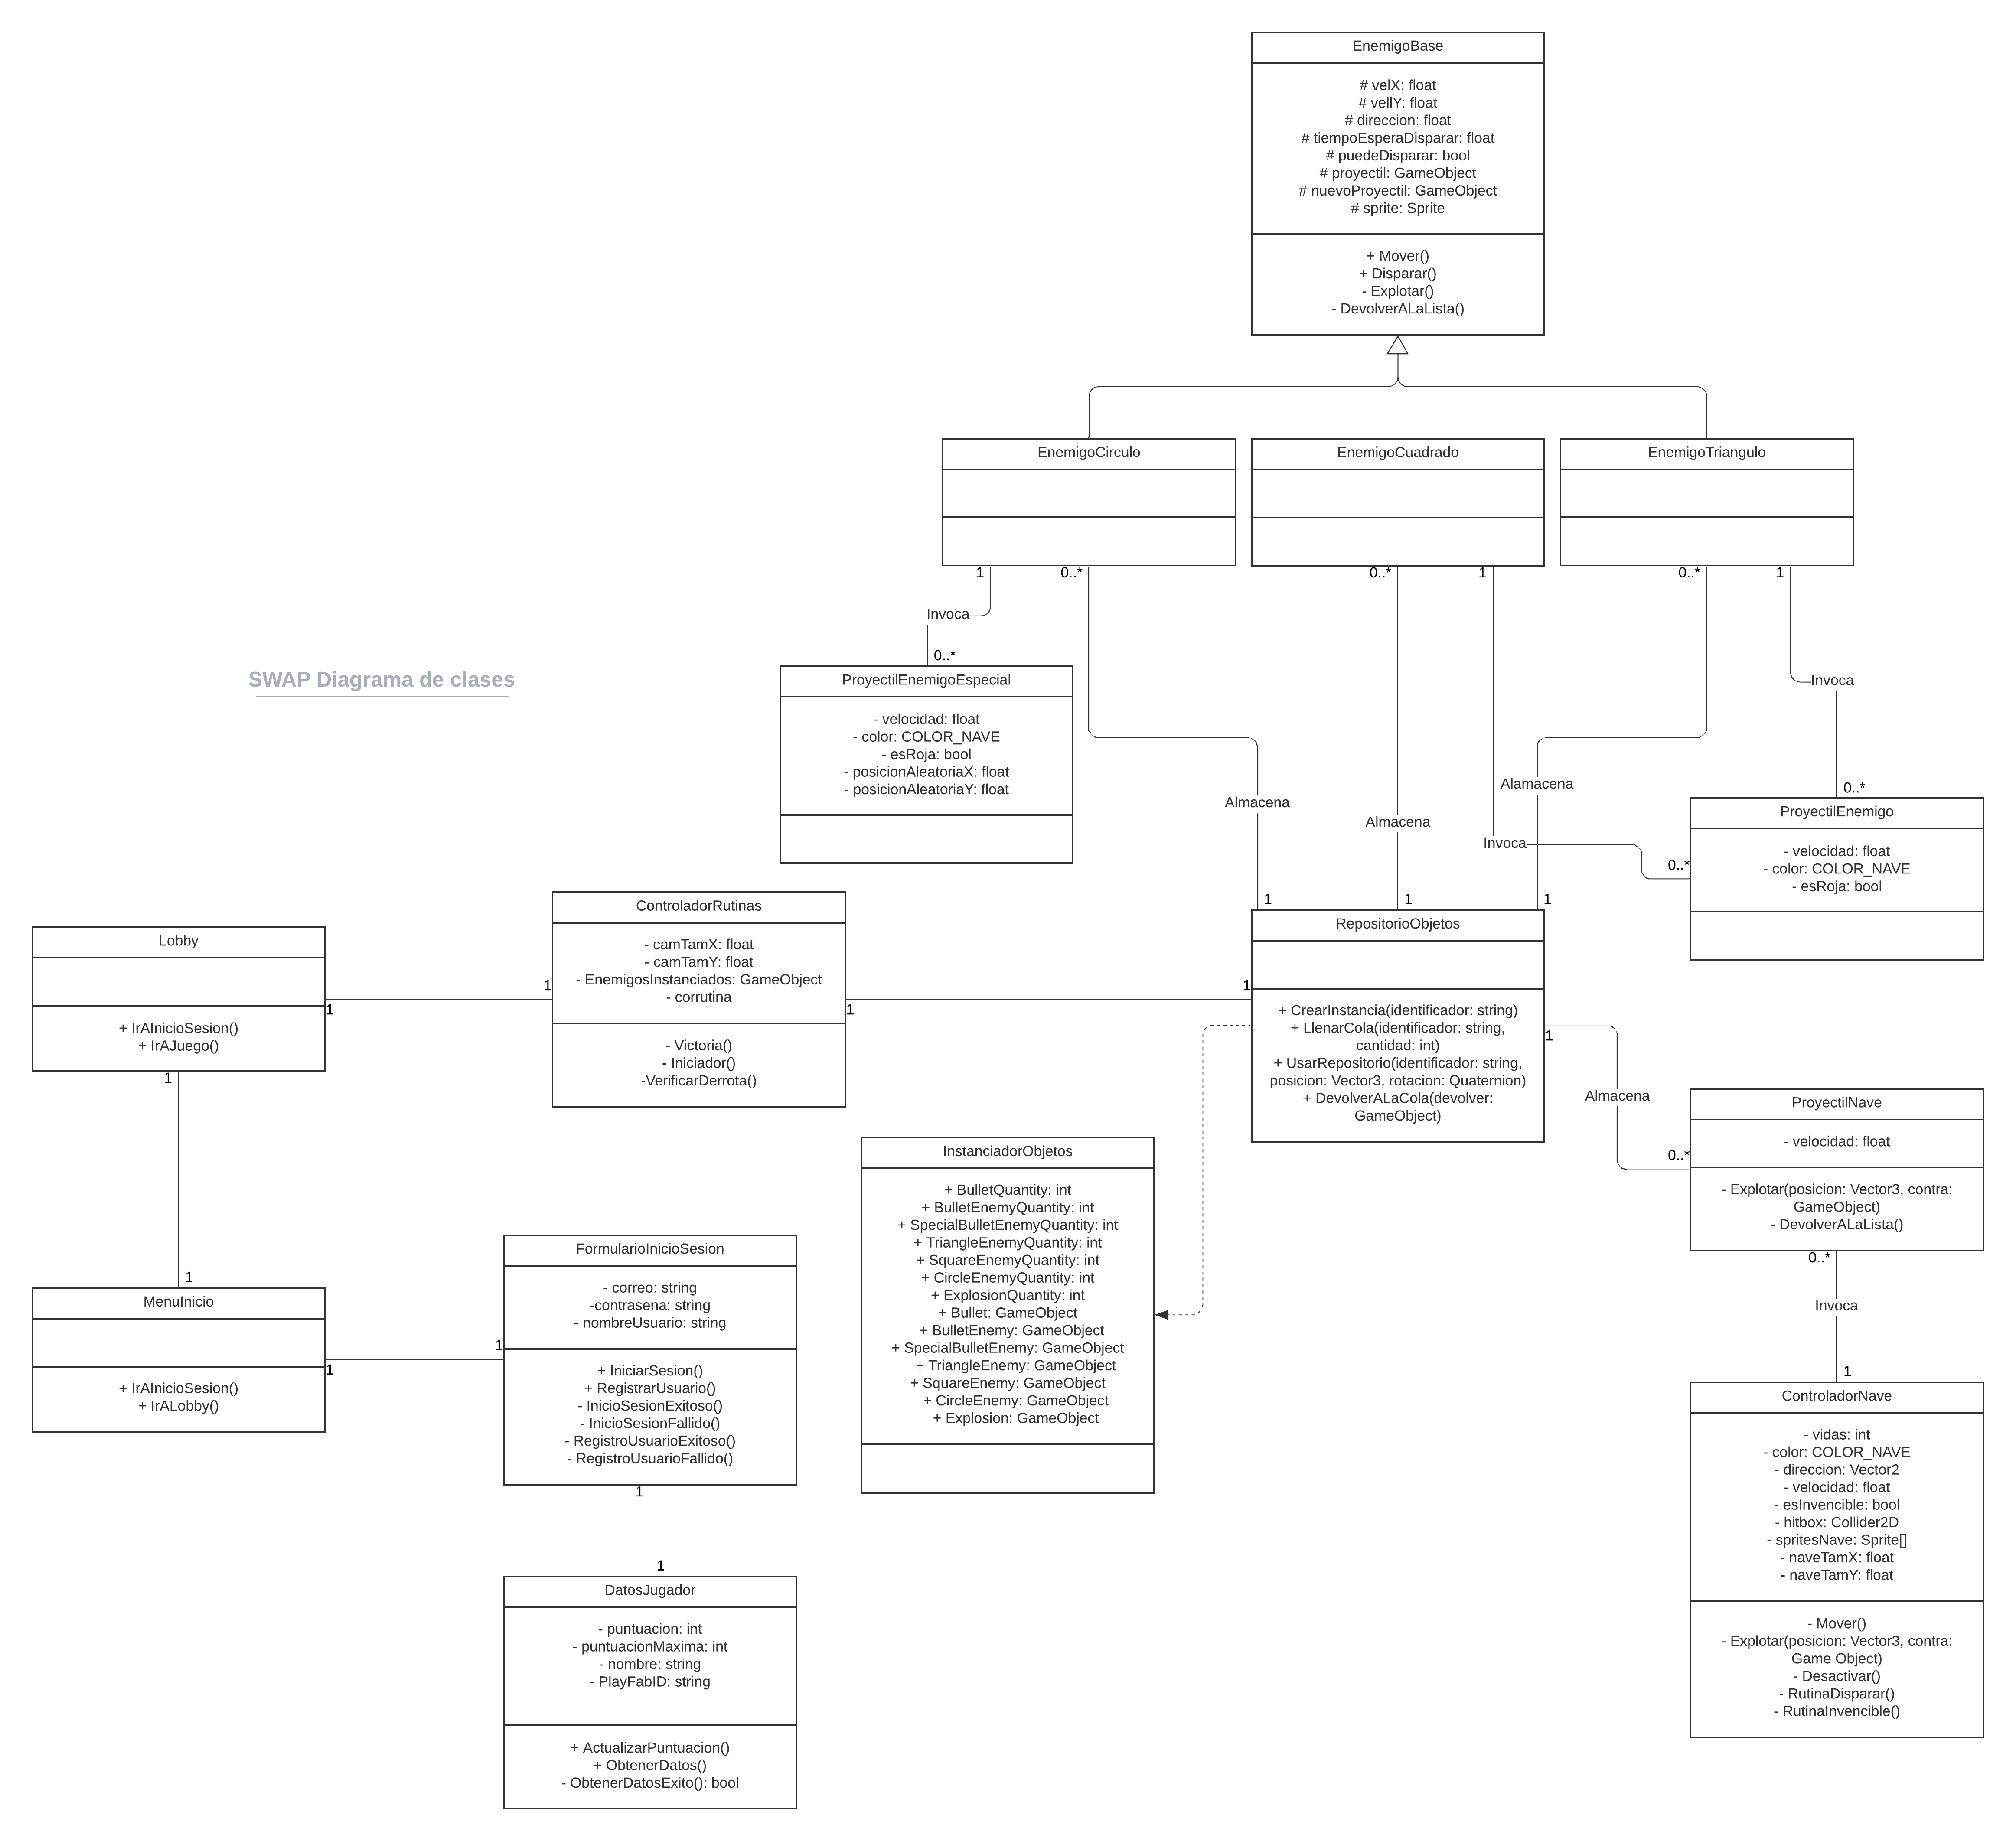 EnemigoBase
# velX: float
# vellY: float
# direccion: float
# tiempoEsperaDisparar: float
# puedeDisparar: bool
# proyectil: GameObject
# nuevoProyectil: GameObject
# sprite: Sprite
+ Mover()
+ Disparar()
- Explotar()
- DevolverALaLista()
EnemigoCirculo
EnemigoCuadrado
EnemigoTriangulo
1
0..*
0..*
1
0..*
1
Invoca
0..*
Invoca
SWAP Diagrama de clases
ProyectilEnemigoEspecial
- velocidad: float
- color: COLOR_NAVE
- esRoja: bool
- posicionAleatoriaX: float
- posicionAleatoriaY: float
Almacena
Almacena
Alamacena
Invoca
0..*
0..*
ProyectilEnemigo
- velocidad: float
- color: COLOR_NAVE
- esRoja: bool
1
1
1
Lobby
+ IrAInicioSesion()
+ IrAJuego()
1
1
ControladorRutinas
- camTamX: float
- camTamY: float
- EnemigosInstanciados: GameObject
- corrutina
- Victoria()
- Iniciador()
-VerificarDerrota()
1
1
RepositorioObjetos
+ CrearInstancia(identificador: string)
+ LlenarCola(identificador: string,
cantidad: int)
+ UsarRepositorio(identificador: string,
posicion: Vector3, rotacion: Quaternion)
+ DevolverALaCola(devolver:
GameObject)
1
Almacena
0..*
ProyectilNave
- velocidad: float
- Explotar(posicion: Vector3, contra:
GameObject)
- DevolverALaLista()
0..*
Invoca
1
1
1
MenuInicio
+ IrAInicioSesion()
+ IrALobby()
1
1
FormularioInicioSesion
- correo: string
-contrasena: string
- nombreUsuario: string
+ IniciarSesion()
+ RegistrarUsuario()
- InicioSesionExitoso()
- InicioSesionFallido()
- RegistroUsuarioExitoso()
- RegistroUsuarioFallido()
1
1
InstanciadorObjetos
+ BulletQuantity: int
+ BulletEnemyQuantity: int
+ SpecialBulletEnemyQuantity: int
+ TriangleEnemyQuantity: int
+ SquareEnemyQuantity: int
+ CircleEnemyQuantity: int
+ ExplosionQuantity: int
+ Bullet: GameObject
+ BulletEnemy: GameObject
+ SpecialBulletEnemy: GameObject
+ TriangleEnemy: GameObject
+ SquareEnemy: GameObject
+ CircleEnemy: GameObject
+ Explosion: GameObject
ControladorNave
- vidas: int
- color: COLOR_NAVE
- direccion: Vector2
- velocidad: float
- esInvencible: bool
- hitbox: Collider2D
- spritesNave: Sprite[]
- naveTamX: float
- naveTamY: float
- Mover()
- Explotar(posicion: Vector3, contra:
Game Object)
- Desactivar()
- RutinaDisparar()
- RutinaInvencible()
DatosJugador
- puntuacion: int
- puntuacionMaxima: int
- nombre: string
- PlayFabID: string
+ ActualizarPuntuacion()
+ ObtenerDatos()
- ObtenerDatosExito(): bool